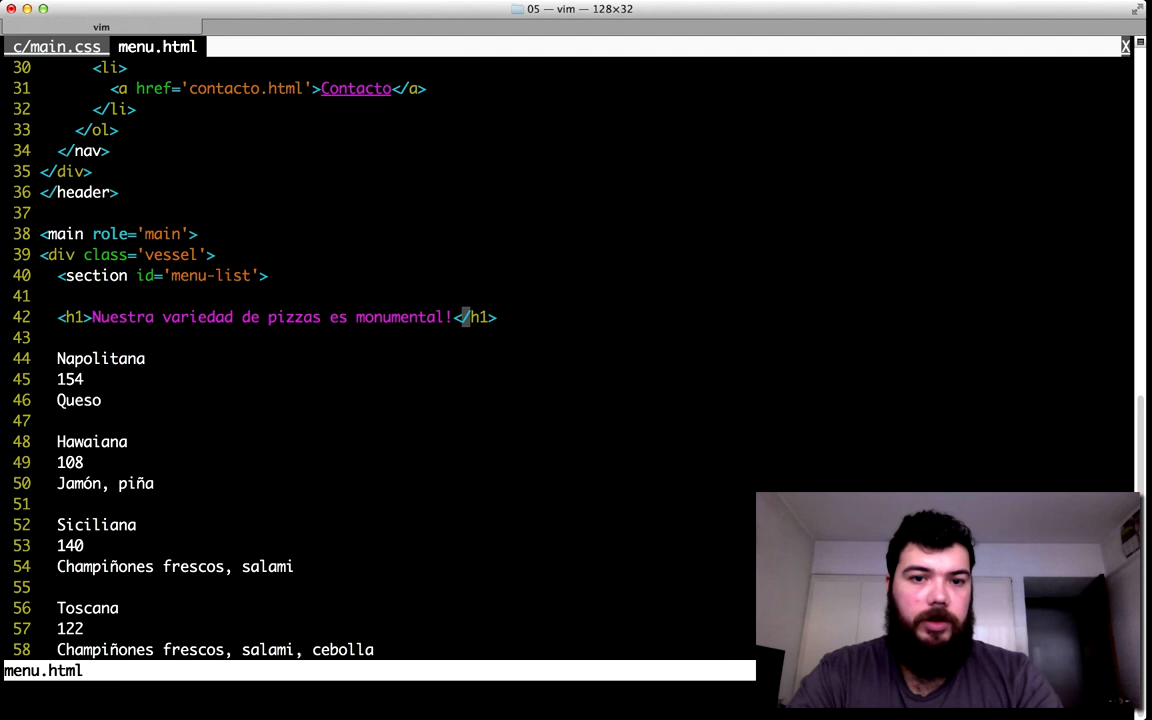 05 — vim — 128×32
vim
c/main.css menu.html X
30 <li>
31 <a href='contacto.html'>Contacto</a>
32 </li>
33 </ol>
34 </nav>
35 </div>
36 </header>
37
38 <main role='main'>
39 <div class='vessel'>
40 <section id='menu-list'>
41
42 <h1>Nuestra variedad de pizzas es monumental!</h1>
43
44 Napolitana
45 154
46 Queso
47
48 Hawaiana
49 108
50 Jamón, piña
51
52 Siciliana
53 140
54 Champiñones frescos, salami
55
56 Toscana
57 122
58 Champiñones frescos, salami, cebolla
menu.html